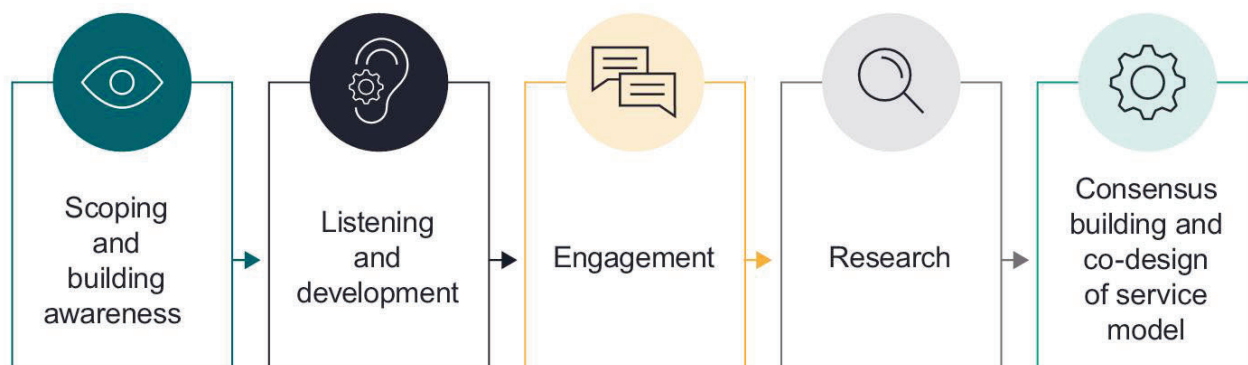 Scoping
and
building
awareness
Listening
and
development
Engagement
Research
Consensus
building and
co-design
of service
model